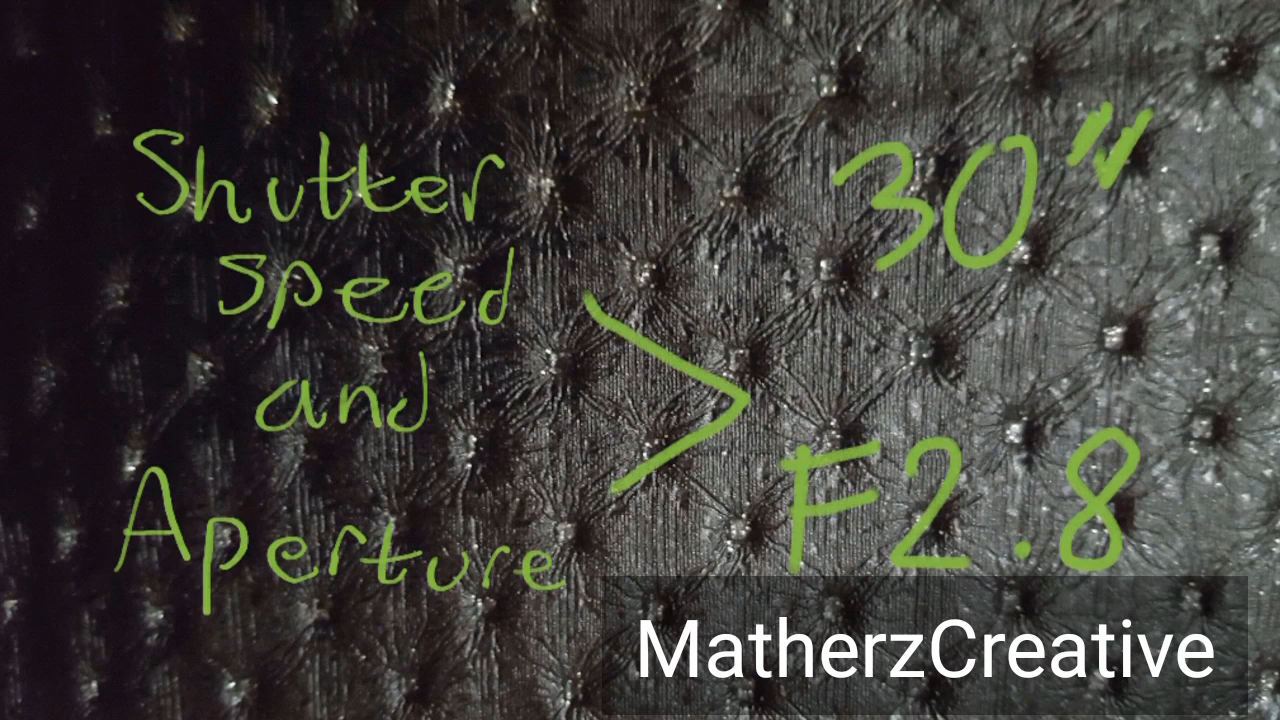 Shutter
speed
and
Aperture
>
30"
F2.8
MatherzCreative